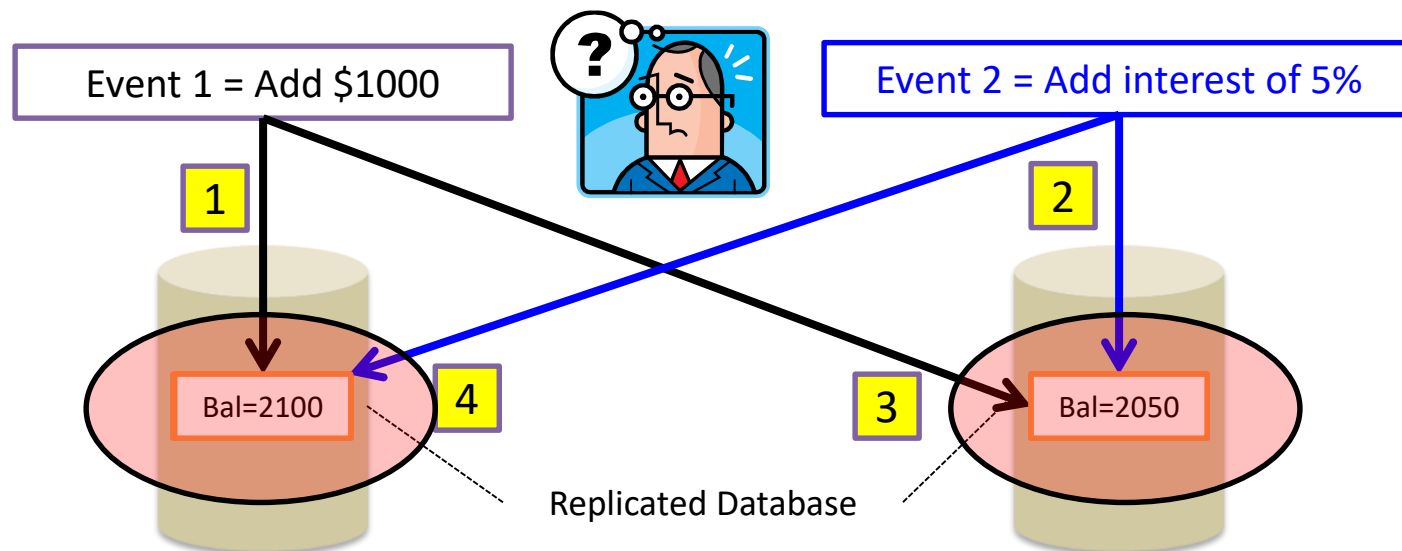 Event 1 = Add $1000
?
Event 2 = Add interest of 5%
1
2
Bal=2100
4
3
Bal=2050
Replicated Database